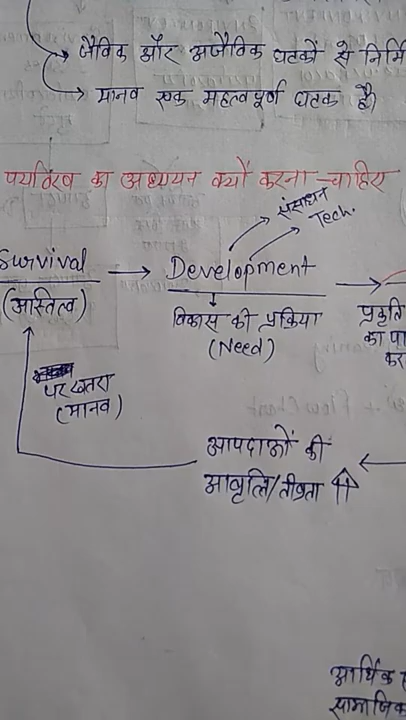 जैविक और अजैविक घटकों से निर्मि
मानव एक महत्वपूर्ण घटक है।
पर्यावरण का अध्ययन क्यों करना चाहिए
संसाधन
Tech.
Survival → Development →
(अस्तित्व)
विकास की प्रक्रिया
(Need)
प्रकृति
का पा
कर
पर खतरा
(मानव)
आपदाओं की
आवृत्ति/तीव्रता ⇑
आर्थिक
सामाजिक